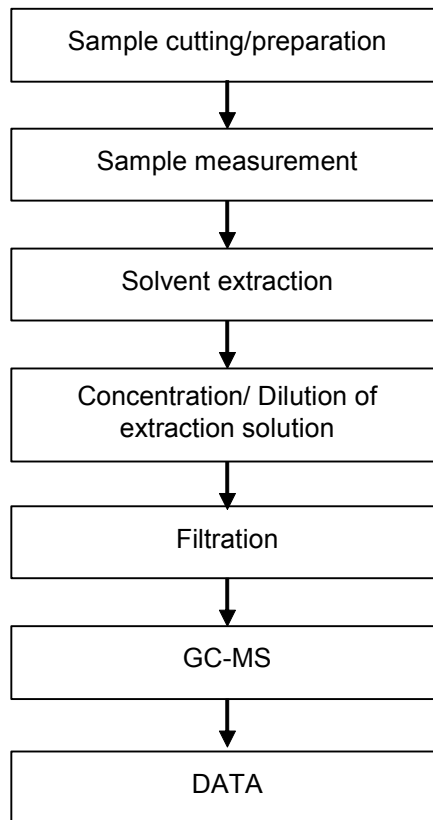 Sample cutting/preparation
Sample measurement
Solvent extraction
Concentration/ Dilution of
extraction solution
Filtration
GC-MS
DATA